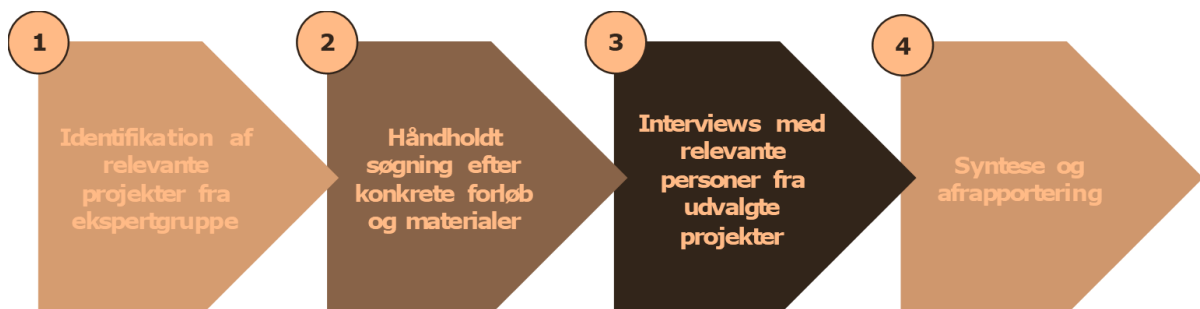 1
Identifikation af
relevante
projekter fra
ekspertgruppe
2
Håndholdt
søgning efter
konkrete forløb
og materialer
3
Interviews med
relevante
personer fra
udvalgte
projekter
4
Syntese og
afrapportering